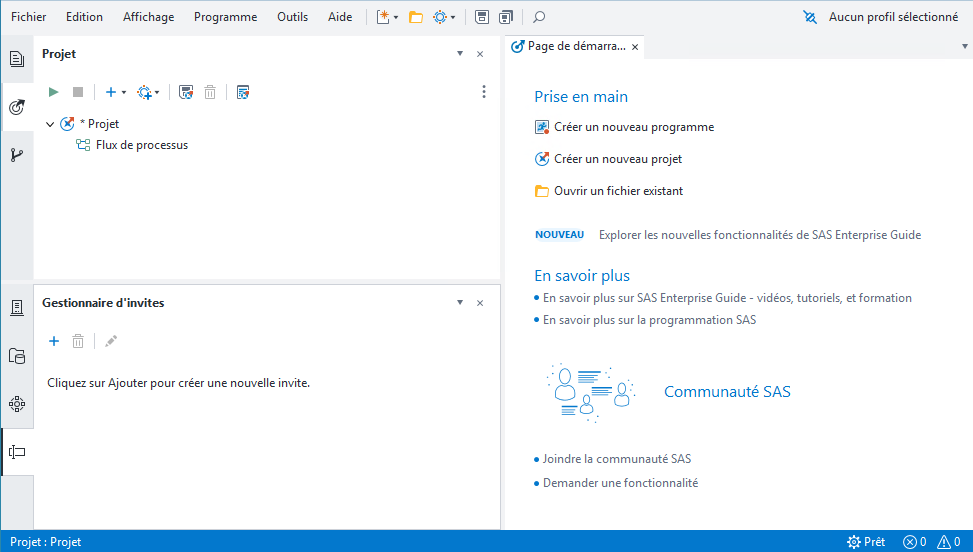 Fichier Edition Affichage Programme Outils Aide Aucun profil sélectionné
Projet
Page de démarra...
* Projet
Flux de processus
Prise en main
Créer un nouveau programme
Créer un nouveau projet
Ouvrir un fichier existant
NOUVEAU Explorer les nouvelles fonctionnalités de SAS Enterprise Guide
En savoir plus
En savoir plus sur SAS Enterprise Guide - vidéos, tutoriels, et formation
En savoir plus sur la programmation SAS
Gestionnaire d'invites
Cliquez sur Ajouter pour créer une nouvelle invite.
Communauté SAS
Joindre la communauté SAS
Demander une fonctionnalité
Projet : Projet Prêt 0 0